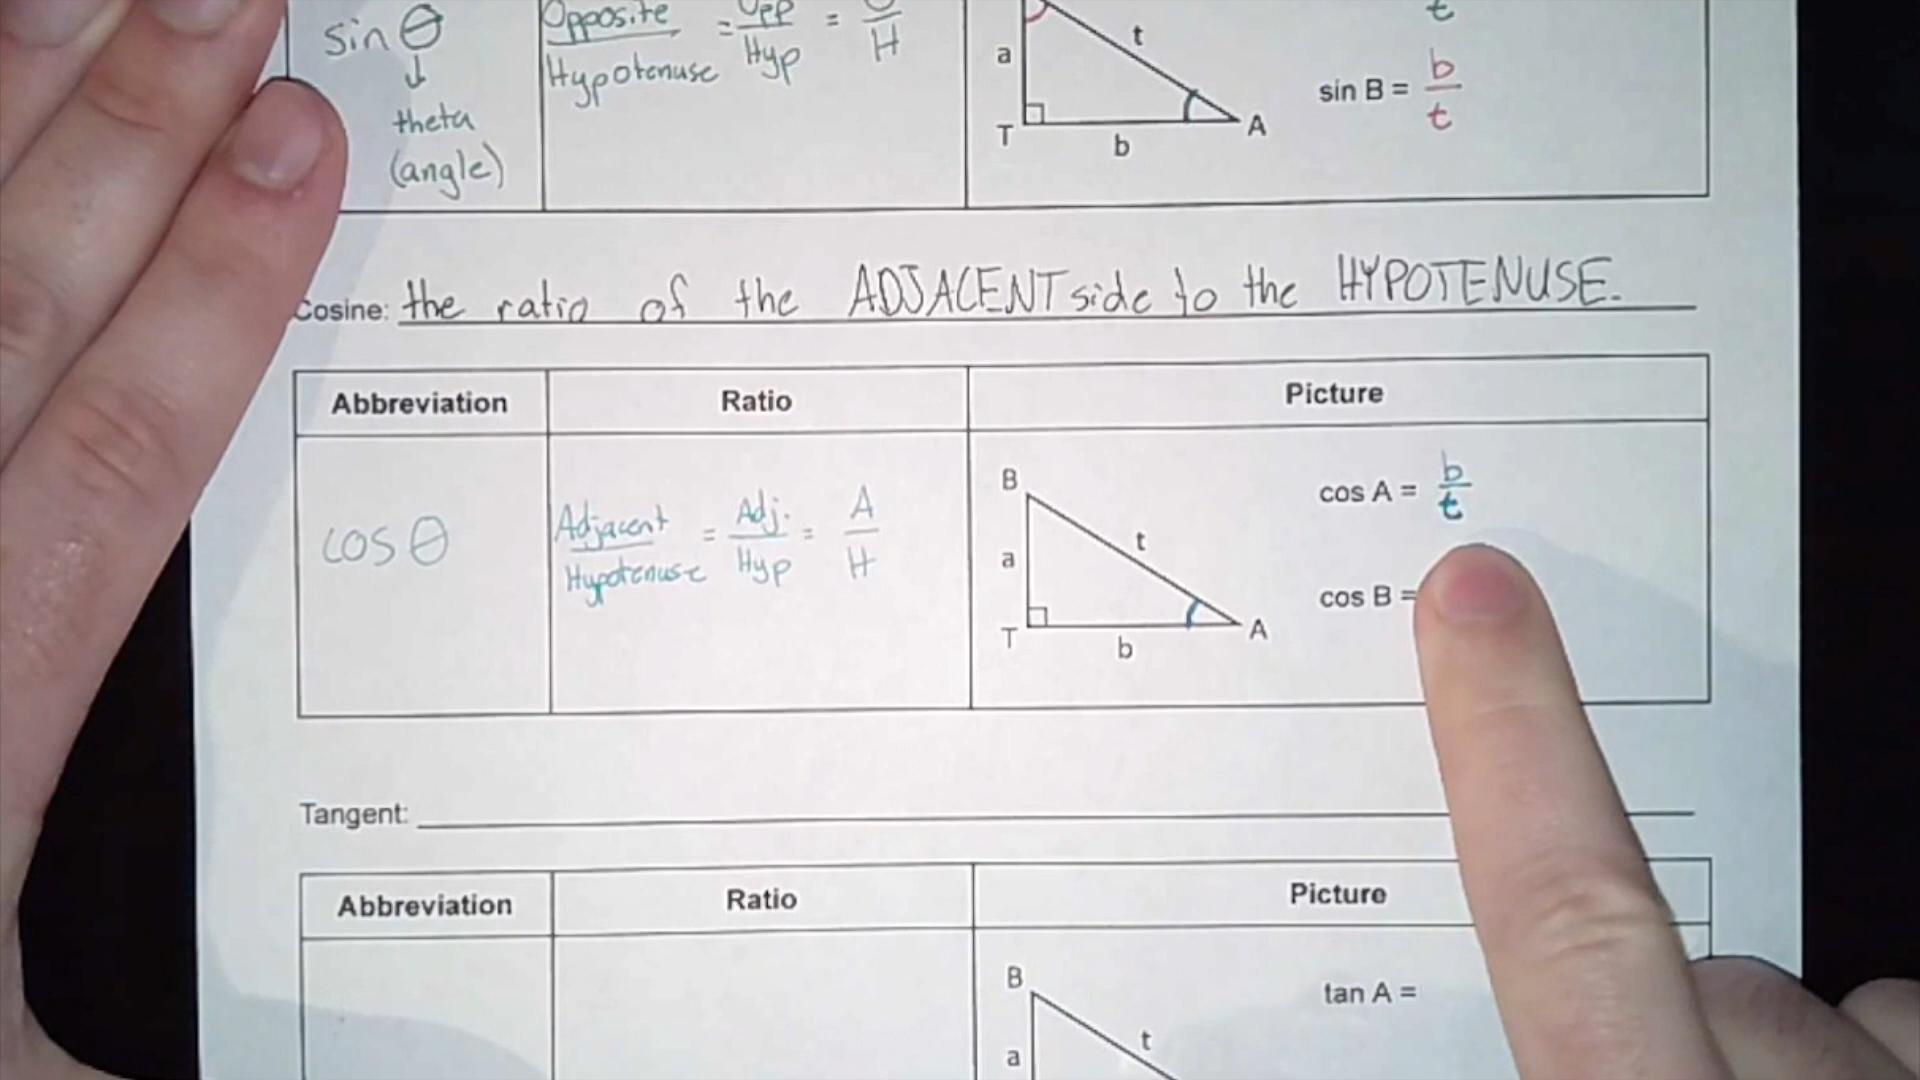 sin θ
↓
theta
(angle)
Opposite = Opp =
Hypotenuse Hyp H
a
t
T
b
A
t
sin B = b
t
Cosine: the ratio of the ADJACENT side to the HYPOTENUSE.
Abbreviation Ratio Picture
cos θ
Adjacent = Adj. = A
Hypotenuse Hyp H
B
a
t
T
b
A
cos A = b
t
cos B =
Tangent:
Abbreviation Ratio Picture
B
a
t
tan A =